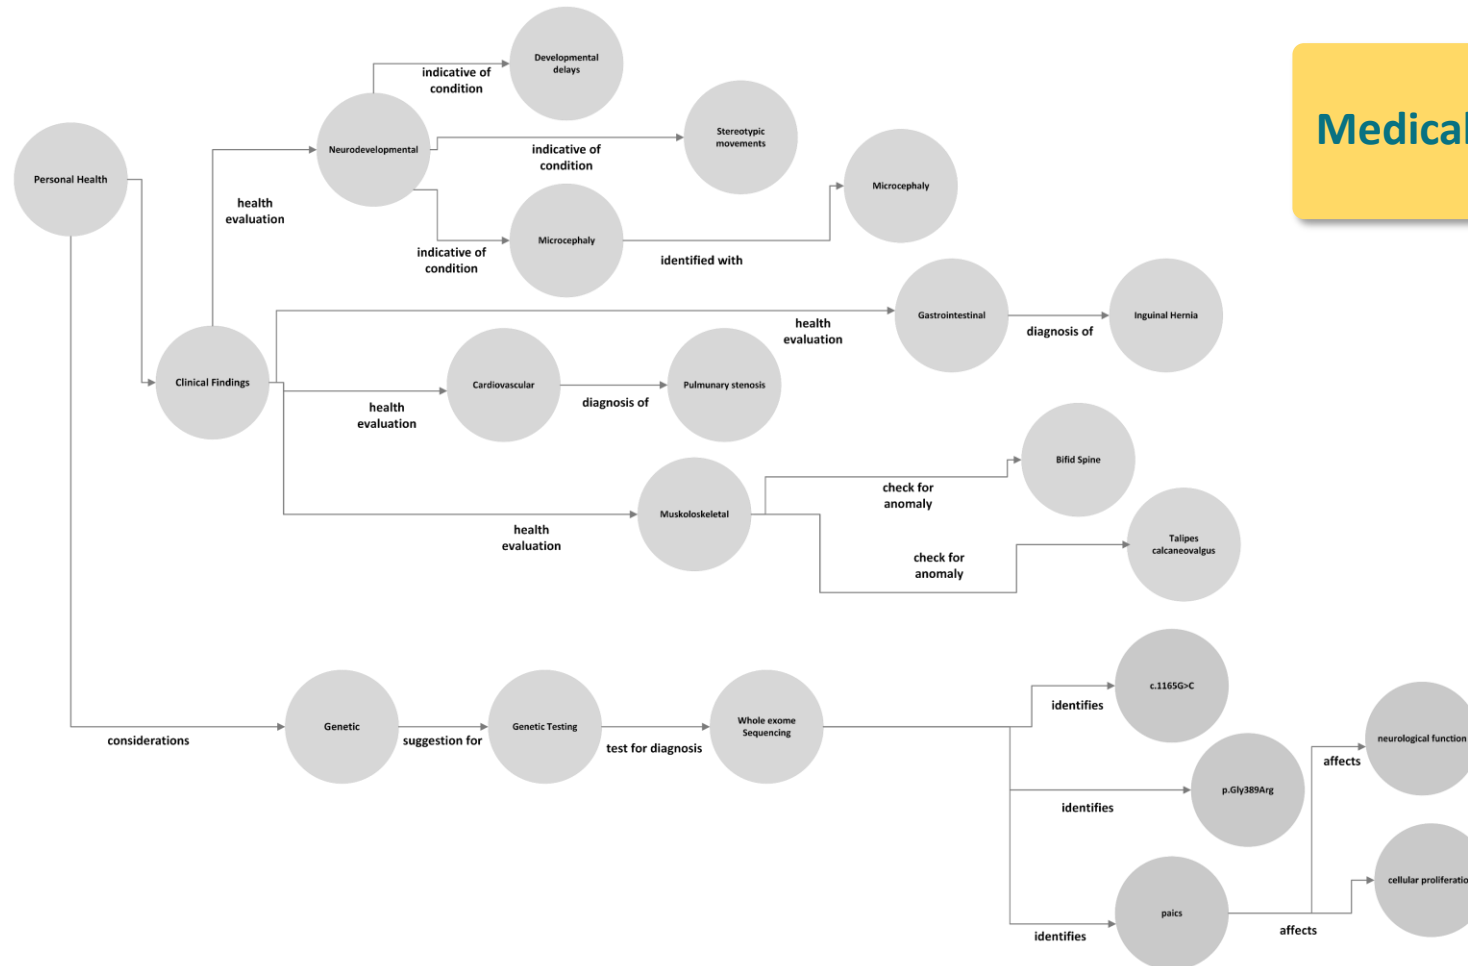 Developmental
delays
indicative of
condition
Medical
Stereotypic
movements
Neurodevelopmental
indicative of
condition
Personal Health
Microcephaly
health
evaluation
Microcephaly
indicative of
condition
identified with
Gastrointestinal
Inguinal Hernia
health
evaluation
diagnosis of
Clinical Findings
Cardiovascular
Pulmunary stenosis
health
evaluation
diagnosis of
Bifid Spine
check for
anomaly
Muskoloskeletal
health
evaluation
Talipes
calcaneovalgus
check for
anomaly
c.1165G>C
identifies
Genetic
Genetic Testing
Whole exome
Sequencing
considerations
suggestion for
test for diagnosis
neurological function
affects
p.Gly389Arg
identifies
cellular proliferatio
paics
identifies
affects